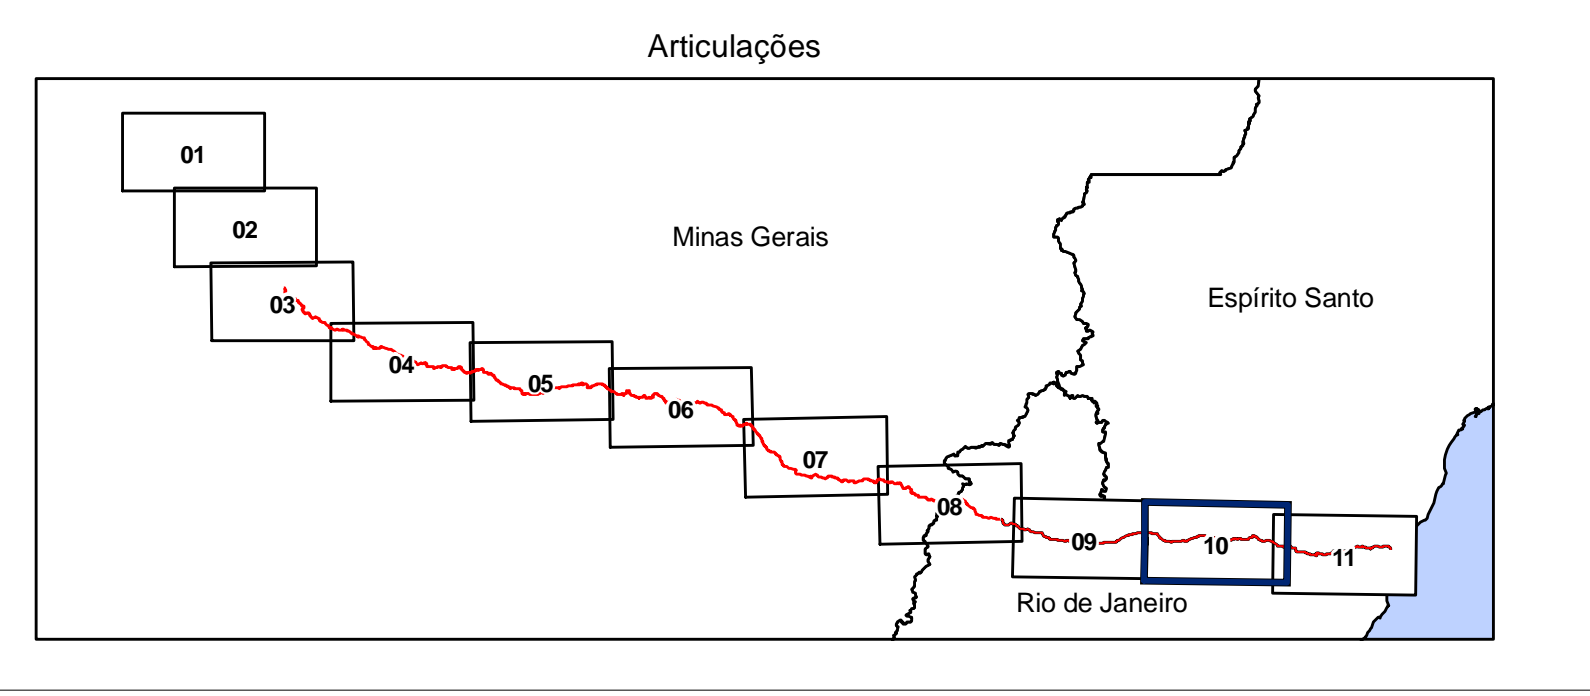 Articulações
01
02
Minas Gerais
Espírito Santo
03
04
05
06
07
08
09
10
11
Rio de Janeiro